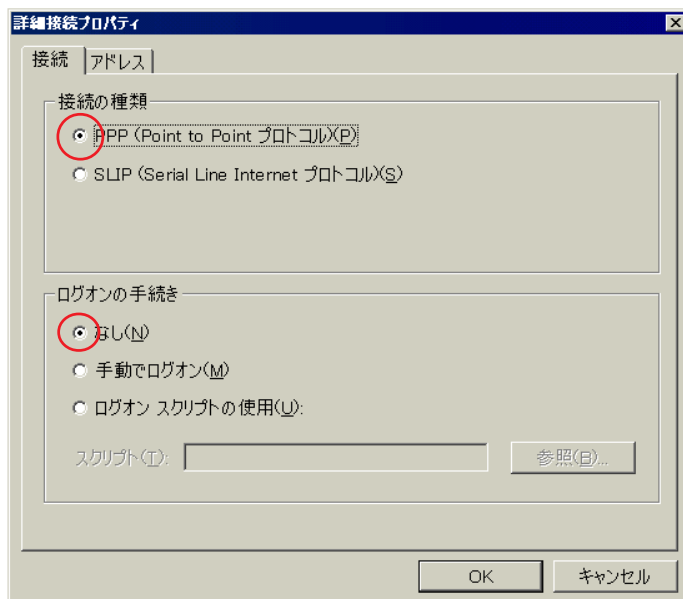 詳細接続プロパティ
接続 アドレス
接続の種類
PPP (Point to Point プロトコル)(P)
SLIP (Serial Line Internet プロトコル)(S)
ログオンの手続き
なし(N)
手動でログオン(M)
ログオン スクリプトの使用(U):
スクリプト(T): 参照(B)...
OK キャンセル